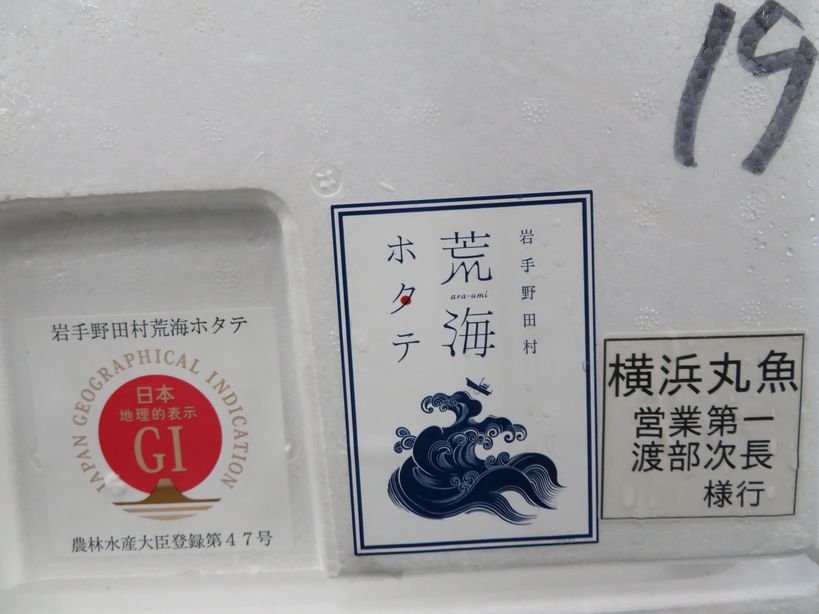 19
岩手野田村荒海ホタテ
JAPAN GEOGRAPHICAL INDICATION
日本
地理的表示
GI
農林水産大臣登録第47号
岩手野田村
荒海
ara-umi
ホタテ
横浜丸魚
営業第一
渡部次長
様行